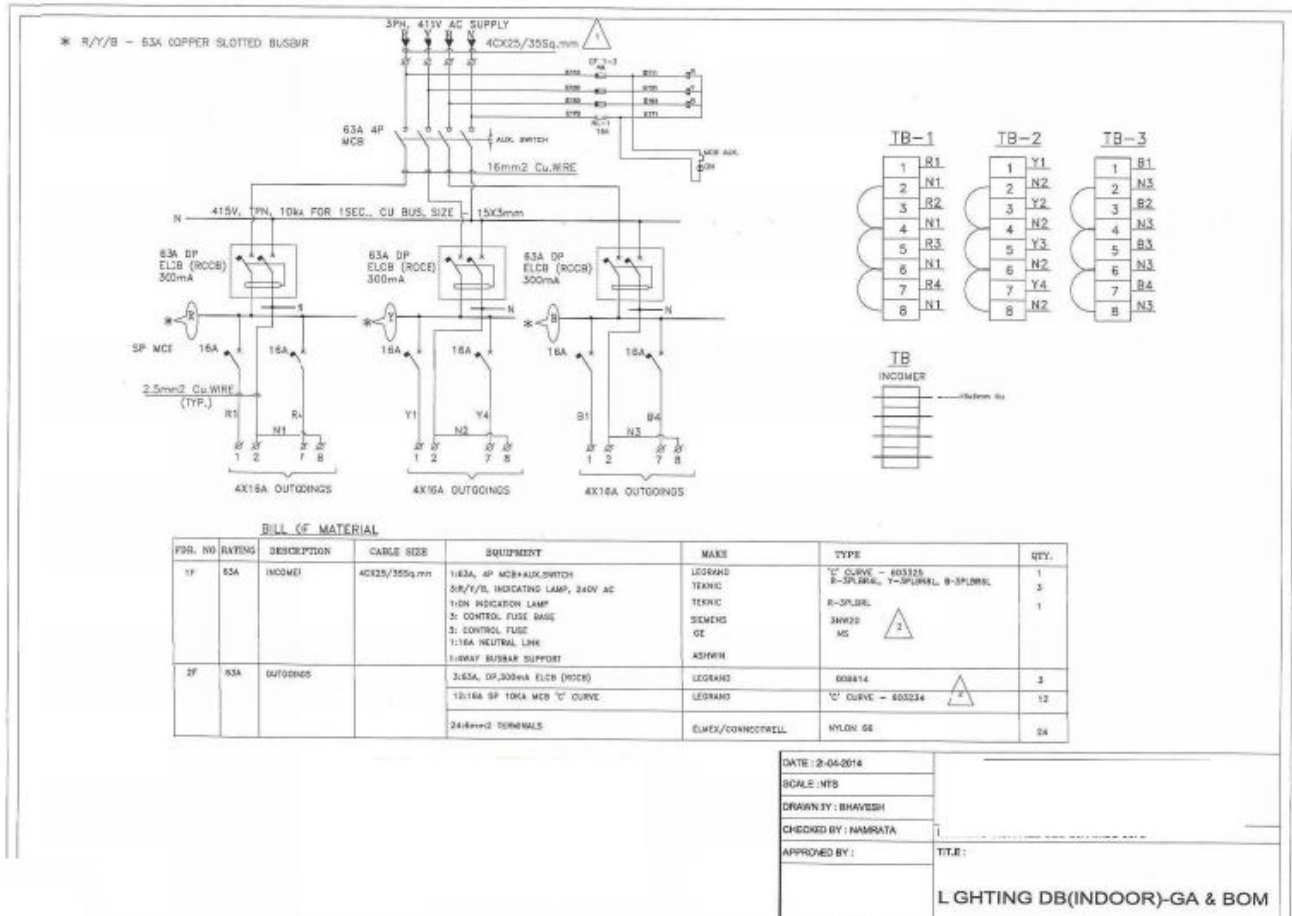 3PH, 415V AC SUPPLY
* R/Y/B - 63A COPPER SLOTTED BUSBAR
R Y B N
4CX25/35Sq.mm
1
63A 4P
MCB
AUX. SWITCH
MCB AUX.
ON
16mm2 Cu.WIRE
N
415V, TPN, 10kA FOR 1SEC., CU BUS, SIZE - 15X3mm
63A DP
ELCB (RCCB)
300mA
63A DP
ELCB (RCCB)
300mA
63A DP
ELCB (RCCB)
300mA
N
N
* R
* Y
* B
SP MCB
16A
16A
16A
16A
16A
16A
2.5mm2 Cu.WIRE
(TYP.)
R1
N1
Y1
Y4
N2
B1
B4
N3
1 2 7 8
1 2 7 8
1 2 7 8
4X16A OUTGOINGS
4X16A OUTGOINGS
4X16A OUTGOINGS
TB-1
1 R1
2 N1
3 R2
4 N1
5 R3
6 N1
7 R4
8 N1
TB-2
1 Y1
2 N2
3 Y2
4 N2
5 Y3
6 N2
7 Y4
8 N2
TB-3
1 B1
2 N3
3 B2
4 N3
5 B3
6 N3
7 B4
8 N3
TB
INCOMER
BILL OF MATERIAL
FDR. NO RATING DESCRIPTION CABLE SIZE EQUIPMENT MAKE TYPE QTY.
1F 63A INCOMER 4CX25/35Sq.mm 1:63A, 4P MCB+AUX.SWITCH LEGRAND 'C' CURVE - 603325 1
3:R/Y/B, INDICATING LAMP, 240V AC TEKNIC 3
1:ON INDICATION LAMP TEKNIC R-3PLBRL 1
3: CONTROL FUSE BASE SIEMENS 3NW20
3: CONTROL FUSE GE NS 2
1:16A NEUTRAL LINK
1:4WAY BUSBAR SUPPORT ASHWIN
2F 63A OUTGOINGS 3:63A, DP,300mA ELCB (RCCB) LEGRAND 008614 3
12:16A SP 10KA MCB 'C' CURVE LEGRAND 'C' CURVE - 603234 2 12
24:6mm2 TERMINALS ELMEX/CONNECTWELL NYLON 66 24
DATE : 21-04-2014
SCALE :NTS
DRAWN BY : BHAVESH
CHECKED BY : NAMRATA
APPROVED BY :
TITLE :
L GHTING DB(INDOOR)-GA & BOM